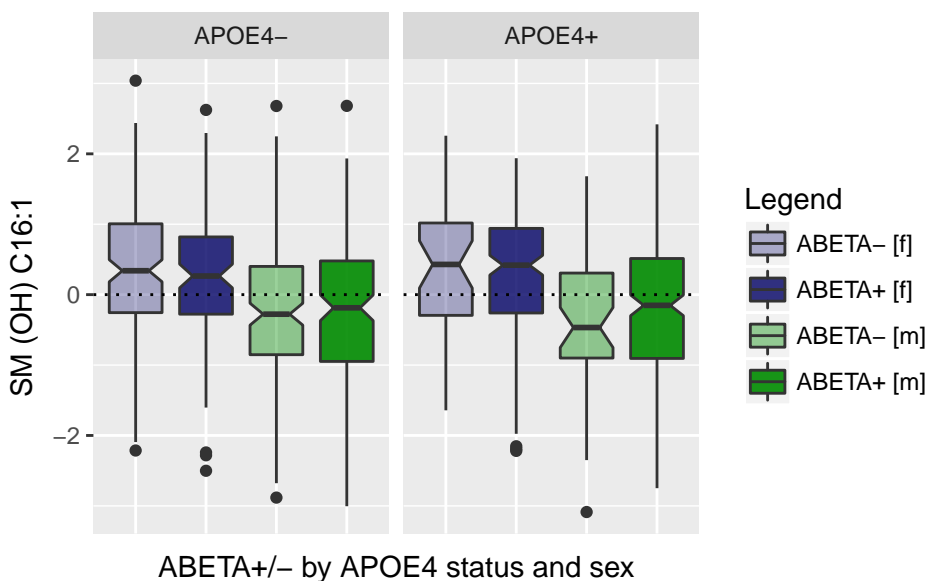 APOE4− APOE4+
2
0
−2
SM (OH) C16:1
ABETA+/− by APOE4 status and sex
Legend
ABETA− [f]
ABETA+ [f]
ABETA− [m]
ABETA+ [m]